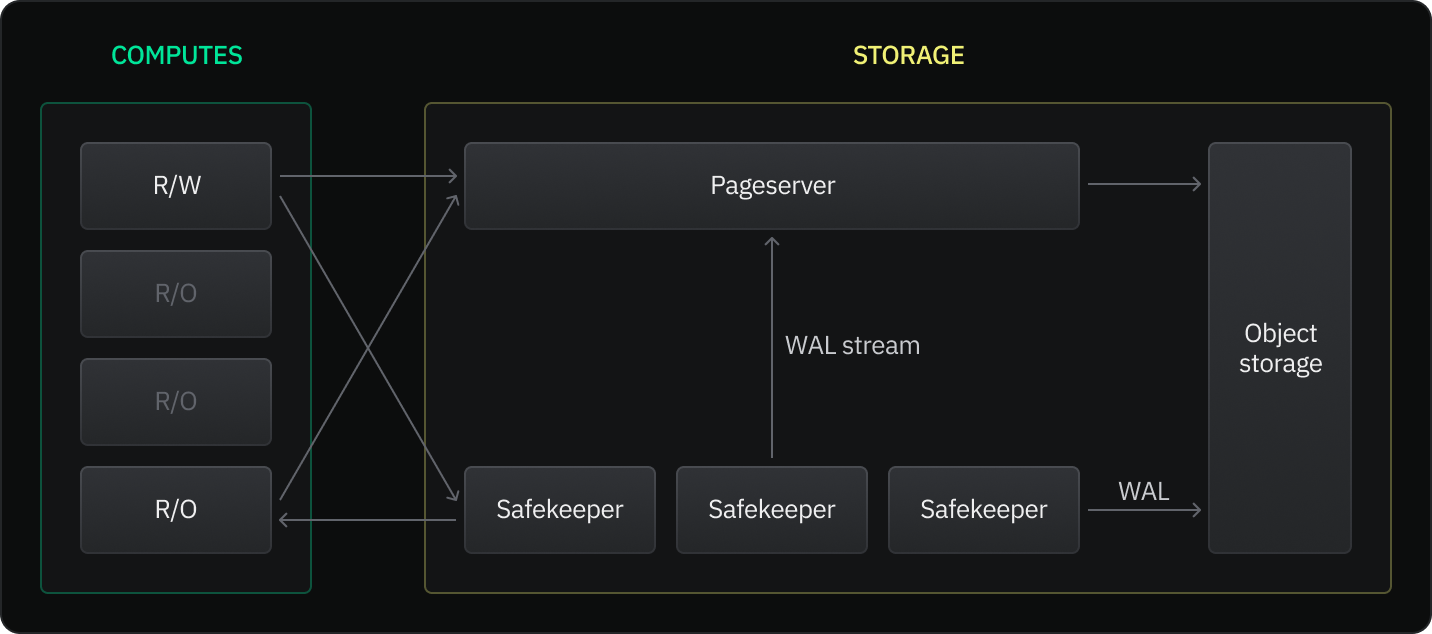 COMPUTES
STORAGE
R/W
R/O
R/O
R/O
Pageserver
WAL stream
Safekeeper
Safekeeper
Safekeeper
WAL
Object
storage